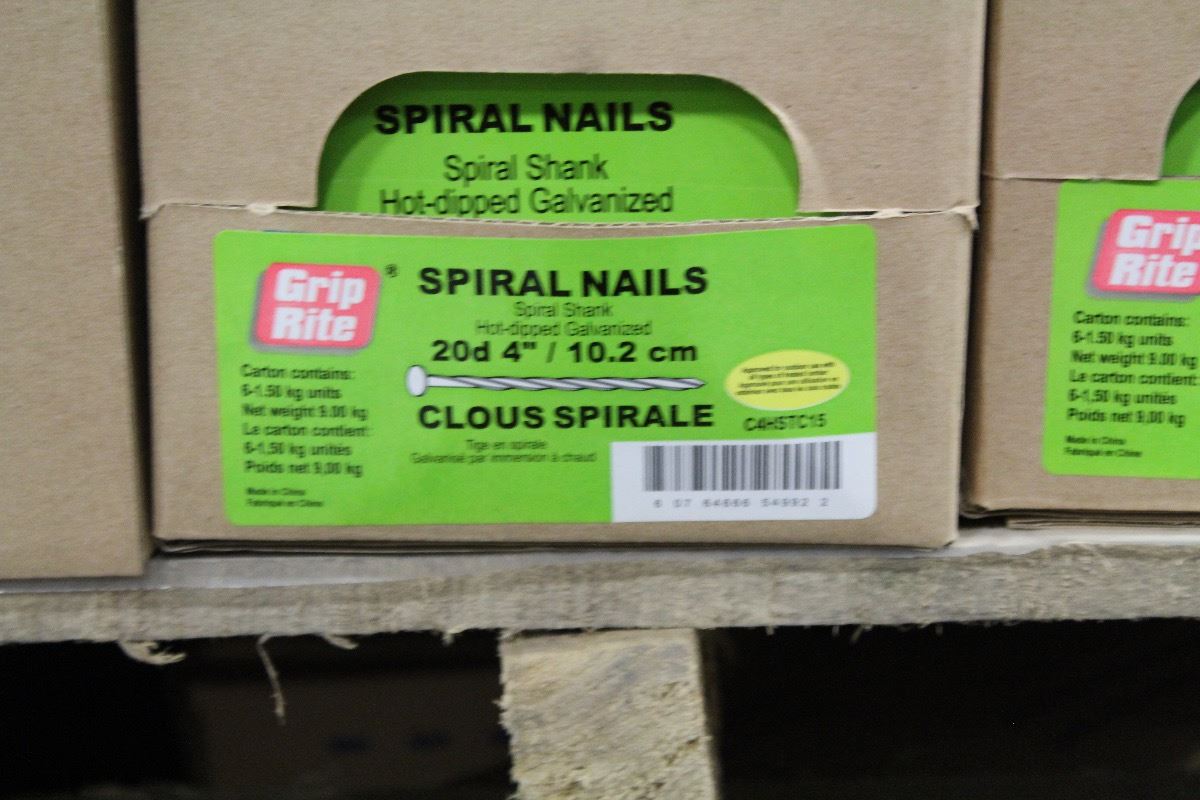 SPIRAL NAILS
Spiral Shank
Hot-dipped Galvanized
Grip
Rite
®
SPIRAL NAILS
Spiral Shank
Hot-dipped Galvanized
20d 4" / 10.2 cm
CLOUS SPIRALE
Tige en spirale
Galvanisé par immersion à chaud
C4HSTC15
Carton contains:
6-1.50 kg units
Net weight 9.00 kg
Le carton contient:
6-1,50 kg unités
Poids net 9,00 kg
Made in China
Fabriqué en Chine
Grip
Rite
Carton contains:
6-1.50 kg units
Net weight 9.00 kg
Le carton contient:
6-1,50 kg unités
Poids net 9,00 kg
Made in China
Fabriqué en Chine